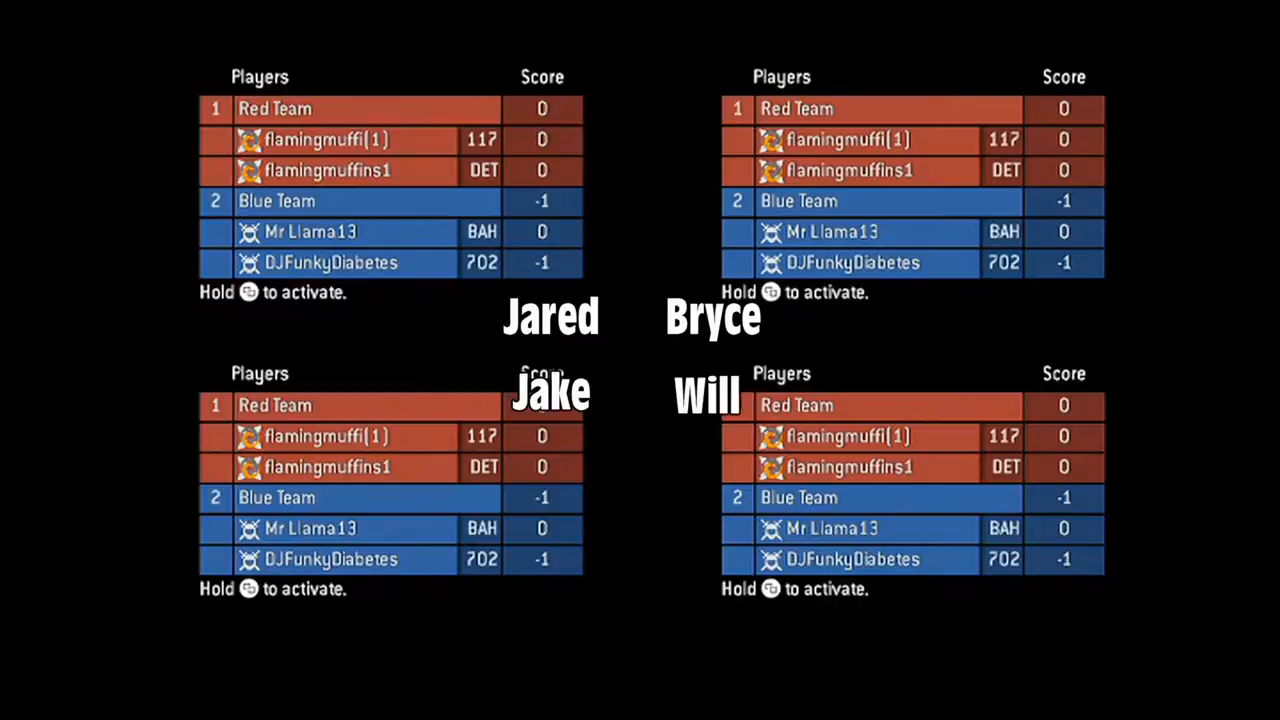 Players Score
1 Red Team 0
flamingmuffi(1) 117 0
flamingmuffins1 DET 0
2 Blue Team -1
Mr Llama13 BAH 0
DJFunkyDiabetes 702 -1
Hold to activate.
Players Score
1 Red Team 0
flamingmuffi(1) 117 0
flamingmuffins1 DET 0
2 Blue Team -1
Mr Llama13 BAH 0
DJFunkyDiabetes 702 -1
Hold to activate.
Jared Bryce
Jake Will
Players Score
1 Red Team
flamingmuffi(1) 117 0
flamingmuffins1 DET 0
2 Blue Team -1
Mr Llama13 BAH 0
DJFunkyDiabetes 702 -1
Hold to activate.
Players Score
Red Team 0
flamingmuffi(1) 117 0
flamingmuffins1 DET 0
2 Blue Team -1
Mr Llama13 BAH 0
DJFunkyDiabetes 702 -1
Hold to activate.